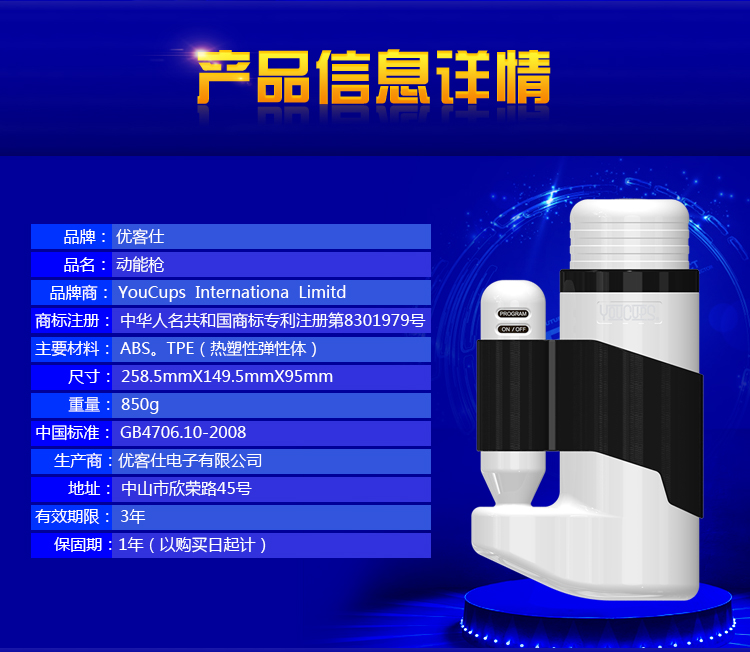 产品信息详情
品牌： 优客仕
品名： 动能枪
品牌商： YouCups Internationa Limitd
商标注册： 中华人名共和国商标专利注册第8301979号
主要材料： ABS。TPE（热塑性弹性体）
尺寸： 258.5mmX149.5mmX95mm
重量： 850g
中国标准： GB4706.10-2008
生产商： 优客仕电子有限公司
地址： 中山市欣荣路45号
有效期限： 3年
保固期： 1年（以购买日起计）
YOUCUPS
PROGRAM
ON / OFF